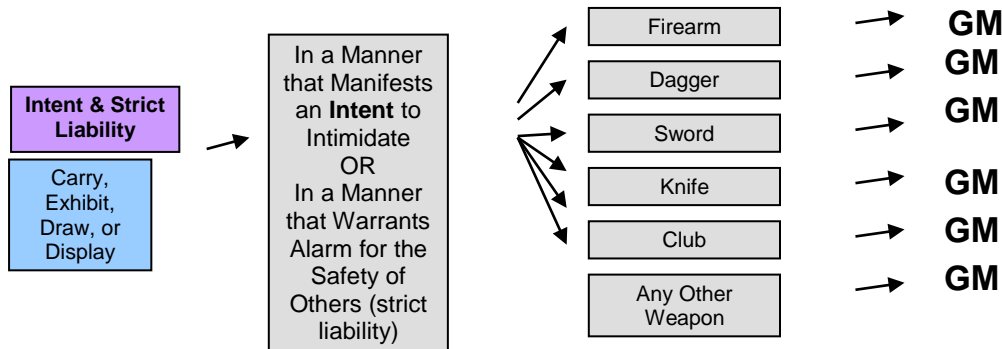 Intent & Strict
Liability
Carry,
Exhibit,
Draw, or
Display
In a Manner
that Manifests
an Intent to
Intimidate
OR
In a Manner
that Warrants
Alarm for the
Safety of
Others (strict
liability)
Firearm
GM
Dagger
GM
Sword
GM
Knife
GM
Club
GM
Any Other
Weapon
GM